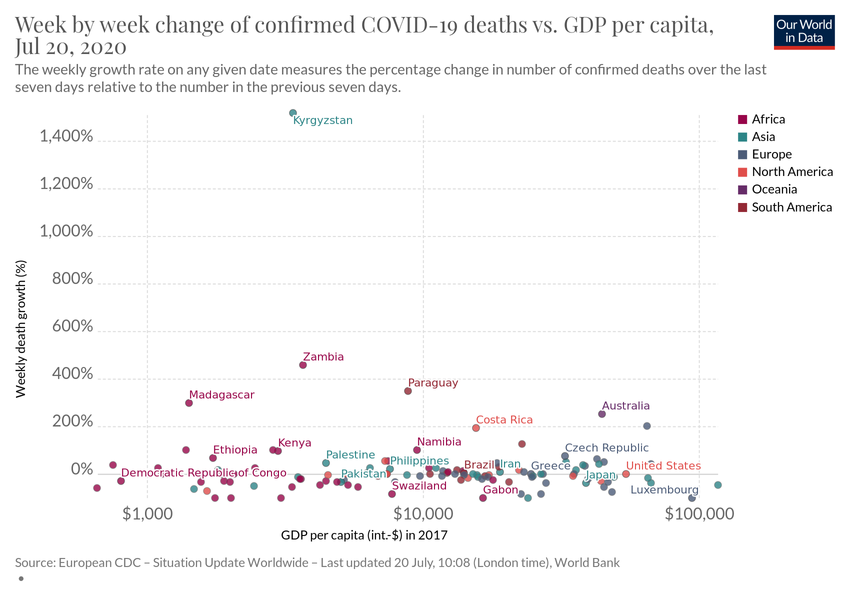 Week by week change of confirmed COVID-19 deaths vs. GDP per capita,
Jul 20, 2020
Our World
in Data
The weekly growth rate on any given date measures the percentage change in number of confirmed deaths over the last
seven days relative to the number in the previous seven days.
Kyrgyzstan
1,400%
1,200%
1,000%
800%
600%
400%
200%
0%
Weekly death growth (%)
Africa
Asia
Europe
North America
Oceania
South America
Zambia
Paraguay
Madagascar
Australia
Costa Rica
Ethiopia
Kenya
Namibia
Czech Republic
Palestine
Philippines
Brazil
Iran
Greece
United States
Democratic Republic of Congo
Pakistan
Japan
Swaziland
Gabon
Luxembourg
$1,000
$10,000
$100,000
GDP per capita (int.-$) in 2017
Source: European CDC – Situation Update Worldwide – Last updated 20 July, 10:08 (London time), World Bank